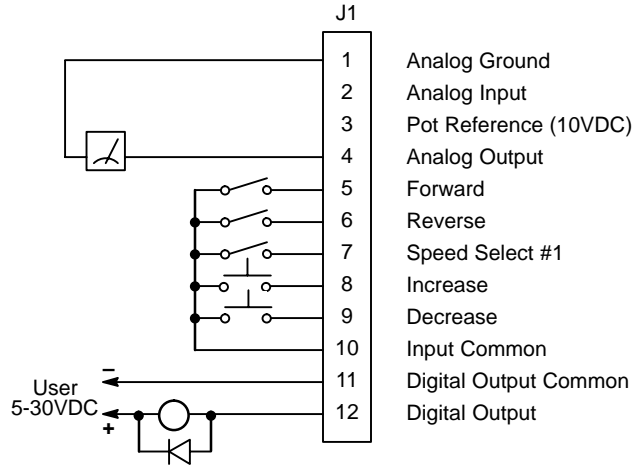 J1
1 Analog Ground
2 Analog Input
3 Pot Reference (10VDC)
4 Analog Output
5 Forward
6 Reverse
7 Speed Select #1
8 Increase
9 Decrease
10 Input Common
11 Digital Output Common
12 Digital Output
–
User
5-30VDC
+